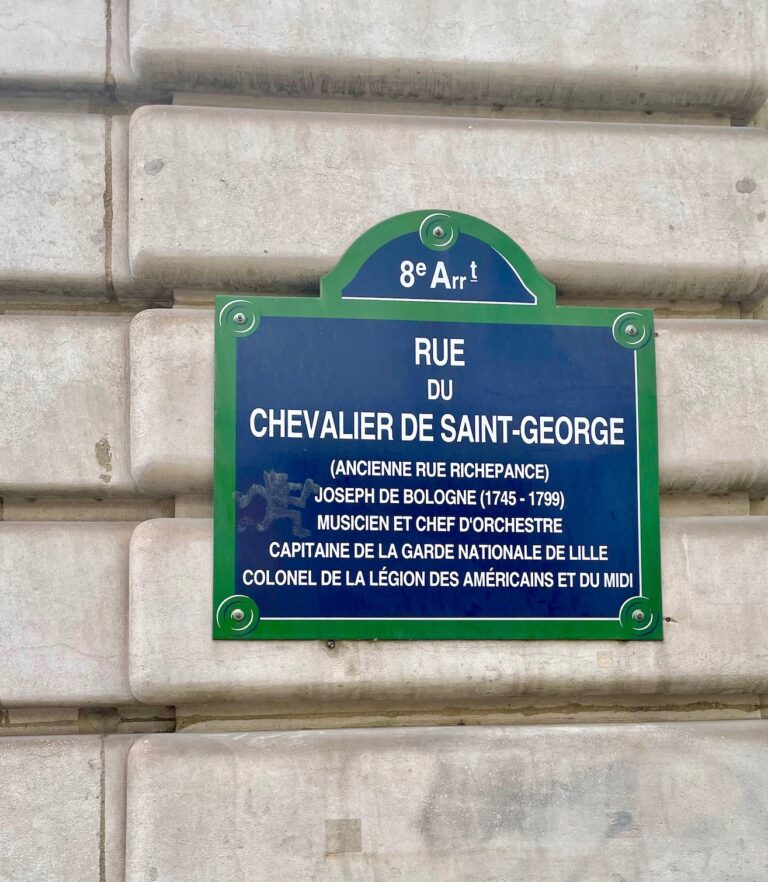 8e Arrt
RUE
DU
CHEVALIER DE SAINT-GEORGE
(ANCIENNE RUE RICHEPANCE)
JOSEPH DE BOLOGNE (1745 - 1799)
MUSICIEN ET CHEF D'ORCHESTRE
CAPITAINE DE LA GARDE NATIONALE DE LILLE
COLONEL DE LA LÉGION DES AMÉRICAINS ET DU MIDI